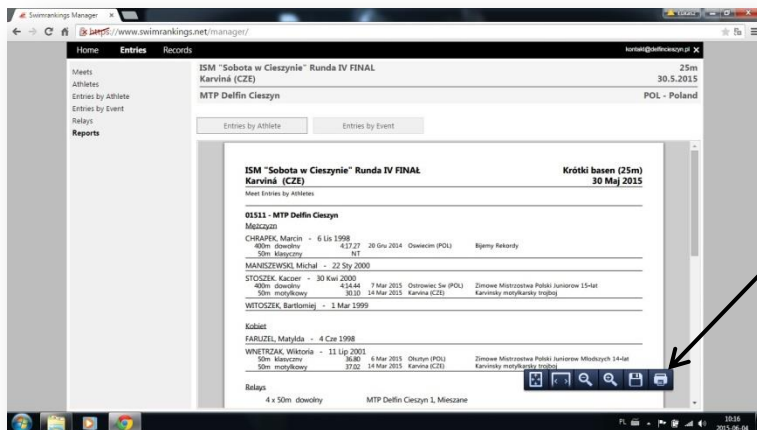 Swimrankings Manager
Łukasz
https://www.swimrankings.net/manager/
Home Entries Records
kontakt@delfincieszyn.pl X
Meets
Athletes
Entries by Athlete
Entries by Event
Relays
Reports
ISM "Sobota w Cieszynie" Runda IV FINAL 25m
Karviná (CZE) 30.5.2015
MTP Delfin Cieszyn POL - Poland
Entries by Athlete Entries by Event
ISM "Sobota w Cieszynie" Runda IV FINAŁ Krótki basen (25m)
Karviná (CZE) 30 Maj 2015
Meet Entries by Athletes
01511 - MTP Delfin Cieszyn
Mężczyzn
CHRAPEK, Marcin - 6 Lis 1998
400m dowolny 4:17.27 20 Gru 2014 Oswiecim (POL) Bijemy Rekordy
50m klasyczny NT
MANISZEWSKI, Michal - 22 Sty 2000
STOSZEK, Kacper - 30 Kwi 2000
400m dowolny 4:14.44 7 Mar 2015 Ostrowiec Sw (POL) Zimowe Mistrzostwa Polski Juniorow 15-lat
50m motylkowy 30.10 14 Mar 2015 Karvina (CZE) Karvinsky motylkarsky trojboj
WITOSZEK, Bartlomiej - 1 Mar 1999
Kobiet
FARUZEL, Matylda - 4 Cze 1998
WNETRZAK, Wiktoria - 11 Lip 2001
50m klasyczny 36.80 6 Mar 2015 Olsztyn (POL) Zimowe Mistrzostwa Polski Juniorow Mlodszych 14-lat
50m motylkowy 37.02 14 Mar 2015 Karvina (CZE) Karvinsky motylkarsky trojboj
Relays
4 x 50m dowolny MTP Delfin Cieszyn 1, Mieszane
PL
10:16
2015-06-04